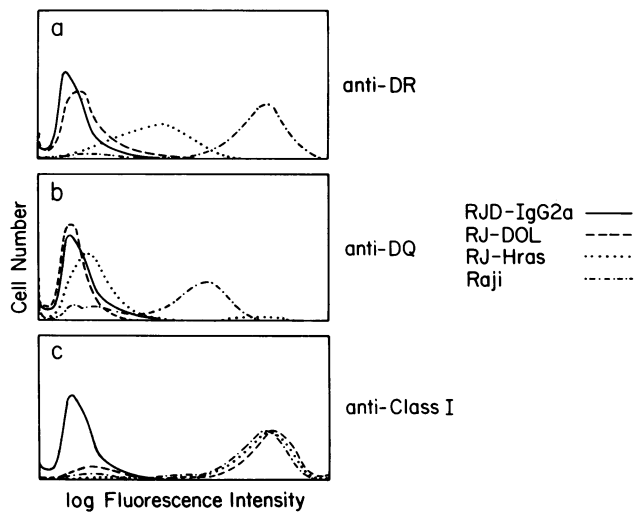 a
anti-DR
b
anti-DQ
c
anti-Class I
Cell Number
log Fluorescence Intensity
RJD-IgG2a
RJ-DOL
RJ-Hras
Raji